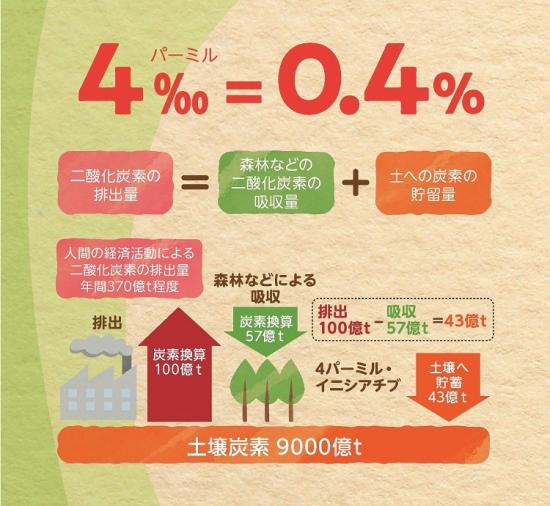 パーミル
4‰=0.4%
二酸化炭素の
排出量
=
森林などの
二酸化炭素の
吸収量
+
土への炭素の
貯留量
人間の経済活動による
二酸化炭素の排出量
年間370億t程度
排出
炭素換算
100億t
森林などによる
吸収
炭素換算
57億t
排出
100億t
-
吸収
57億t
=43億t
4パーミル・
イニシアチブ
土壌へ
貯蓄
43億t
土壌炭素 9000億t